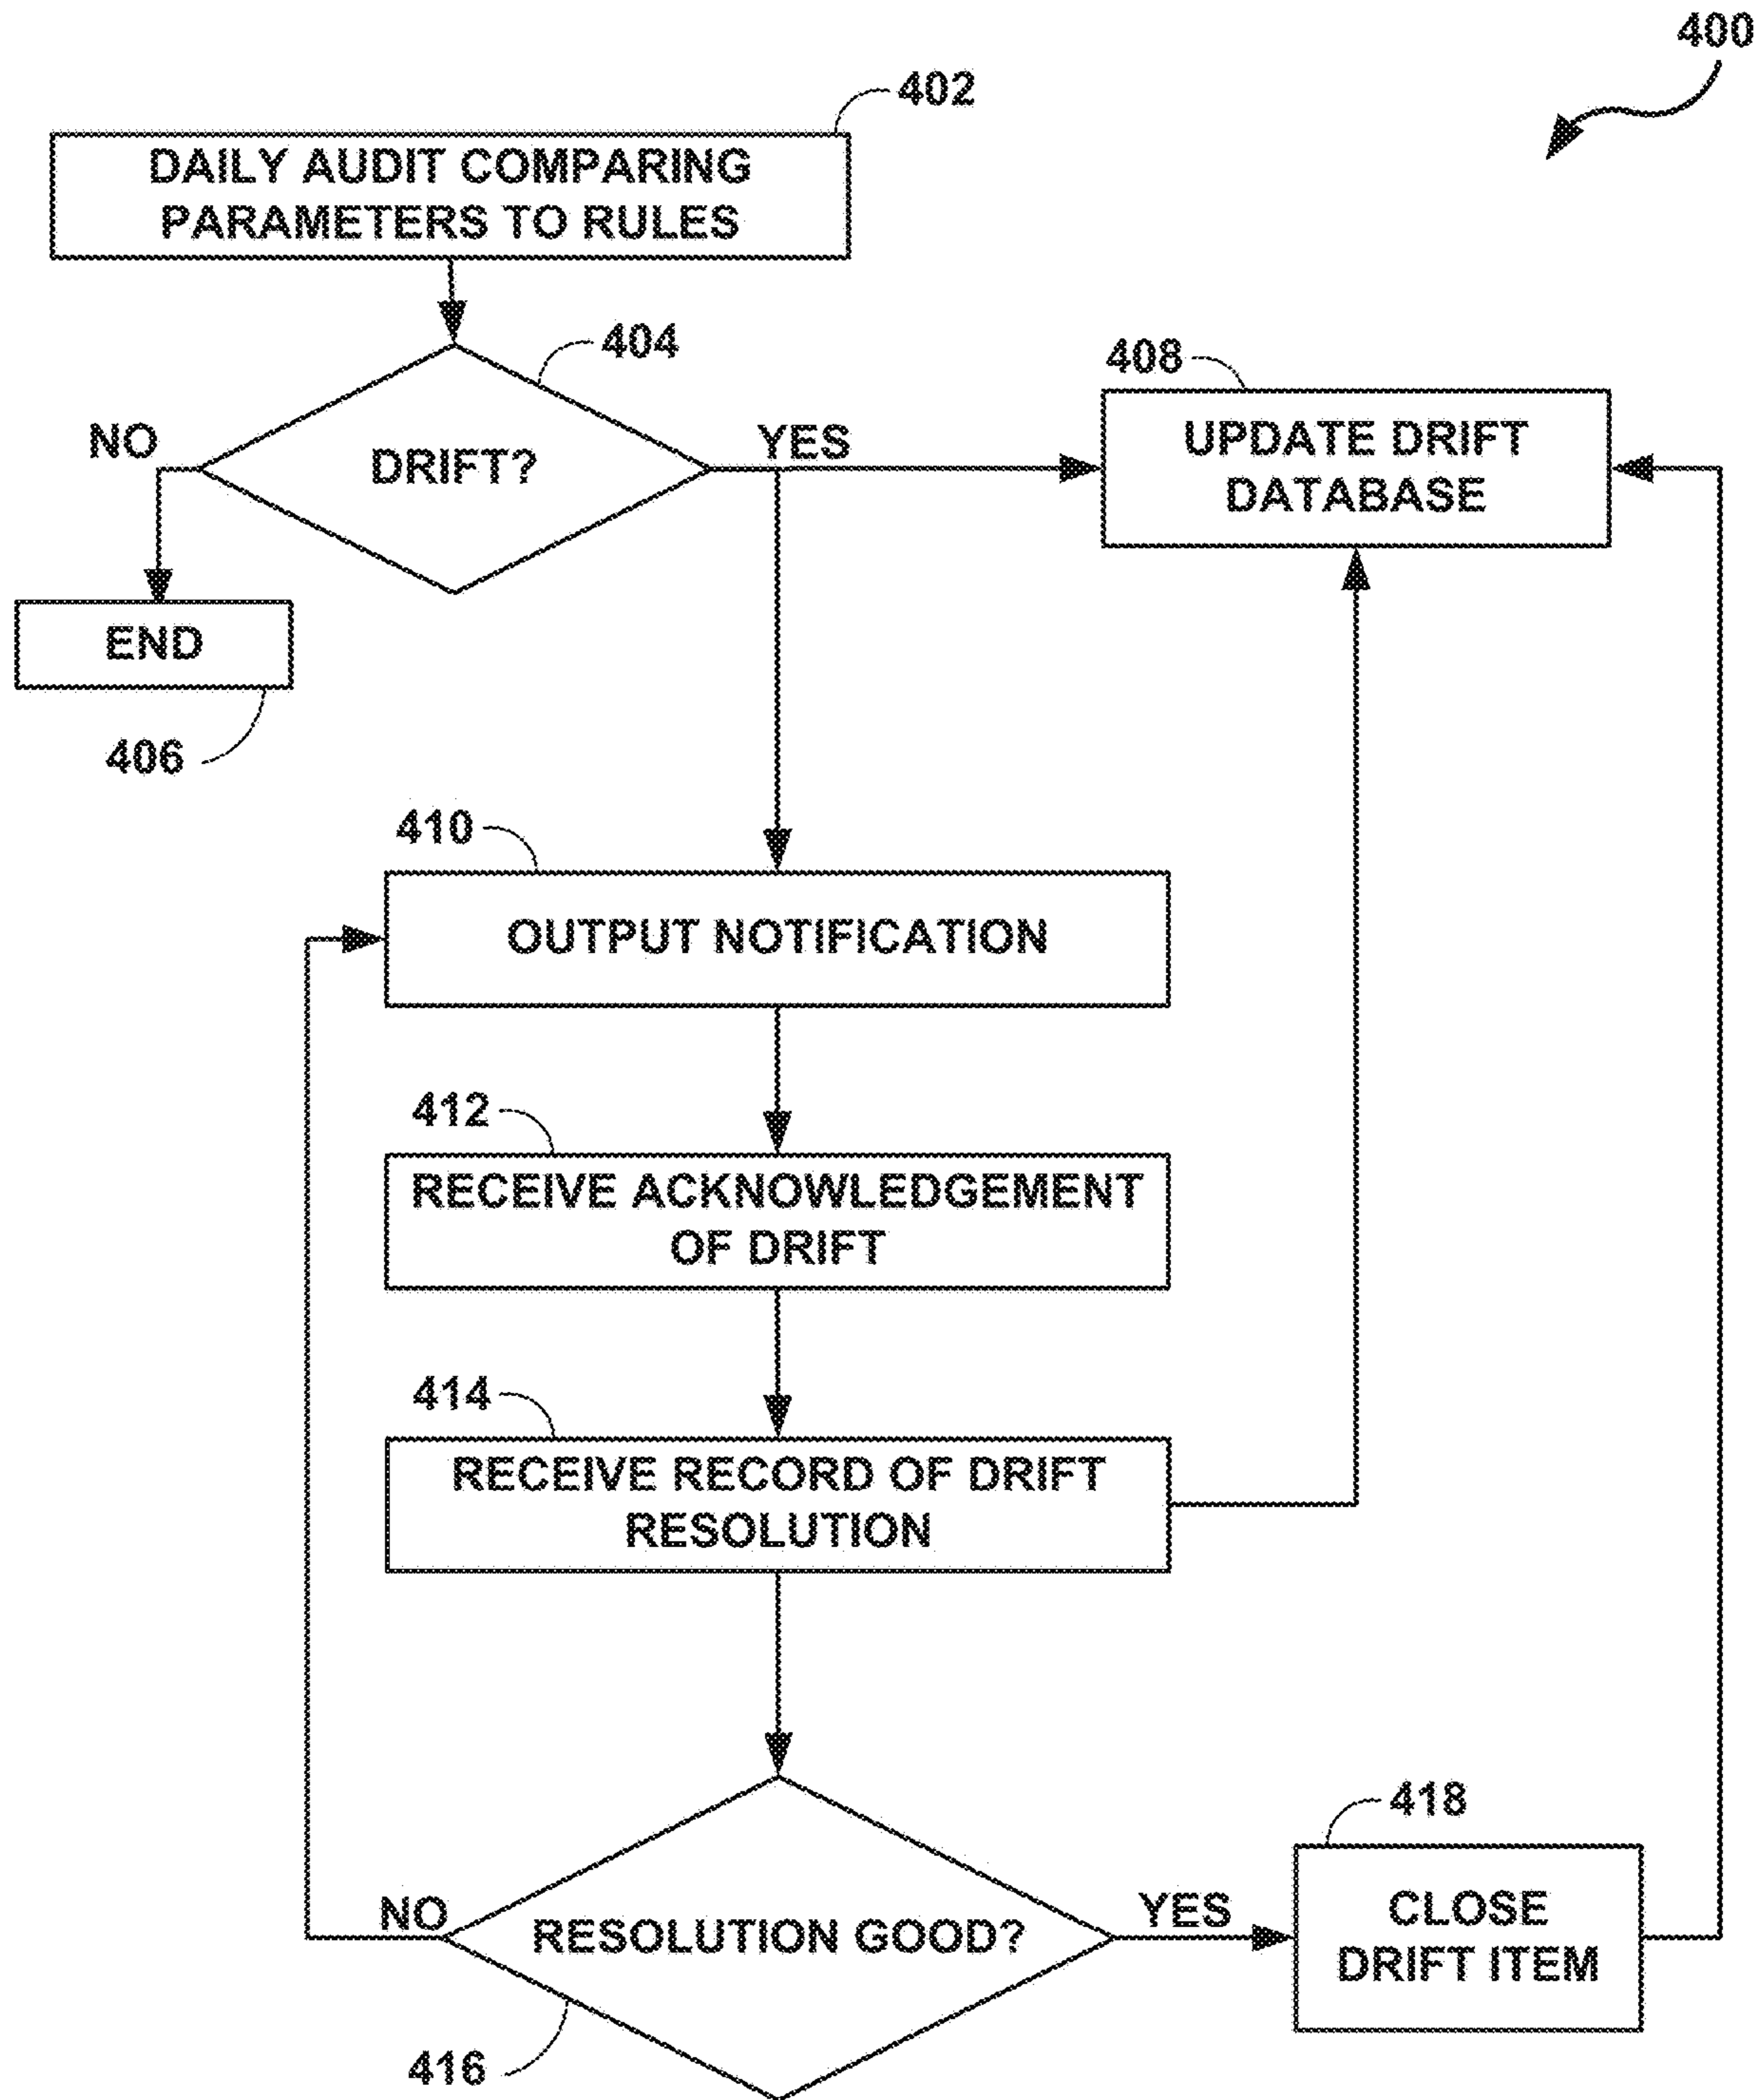 400
402
DAILY AUDIT COMPARING
PARAMETERS TO RULES
404
NO
DRIFT?
YES
408
UPDATE DRIFT
DATABASE
END
406
410
OUTPUT NOTIFICATION
412
RECEIVE ACKNOWLEDGEMENT
OF DRIFT
414
RECEIVE RECORD OF DRIFT
RESOLUTION
NO
RESOLUTION GOOD?
YES
418
CLOSE
DRIFT ITEM
416